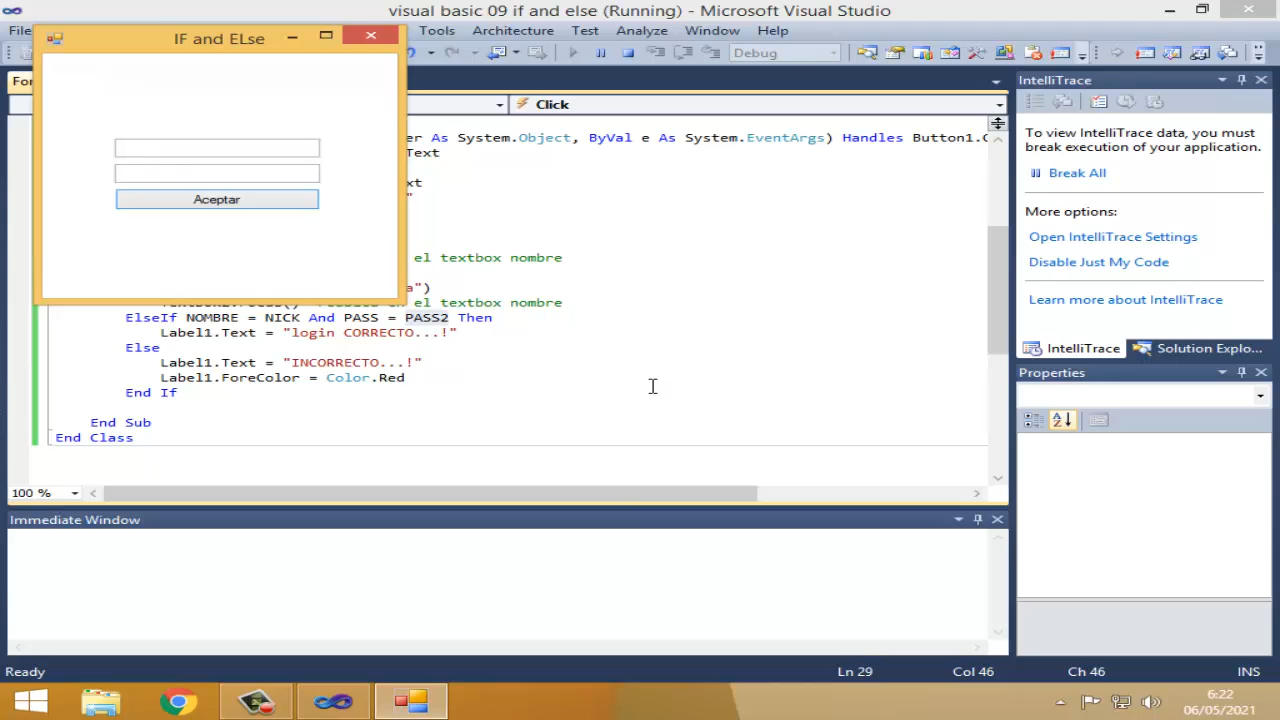 visual basic 09 if and else (Running) - Microsoft Visual Studio
File Tools Architecture Test Analyze Window Help
IF and ELse
Debug
Aceptar
Click
er As System.Object, ByVal e As System.EventArgs) Handles Button1.C
Text
xt
"
el textbox nombre
a")
el textbox nombre
ElseIf NOMBRE = NICK And PASS = PASS2 Then
Label1.Text = "login CORRECTO...!"
Else
Label1.Text = "INCORRECTO...!"
Label1.ForeColor = Color.Red
End If
End Sub
End Class
100 %
Immediate Window
IntelliTrace
To view IntelliTrace data, you must
break execution of your application.
Break All
More options:
Open IntelliTrace Settings
Disable Just My Code
Learn more about IntelliTrace
IntelliTrace Solution Explo...
Properties
Ready Ln 29 Col 46 Ch 46 INS
6:22
06/05/2021